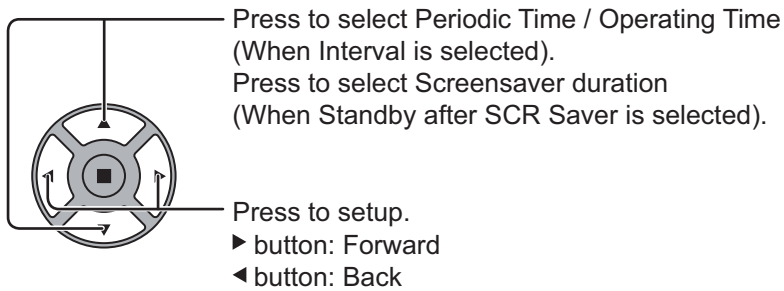 Press to select Periodic Time / Operating Time
(When Interval is selected).
Press to select Screensaver duration
(When Standby after SCR Saver is selected).
Press to setup.
▶ button: Forward
◀ button: Back